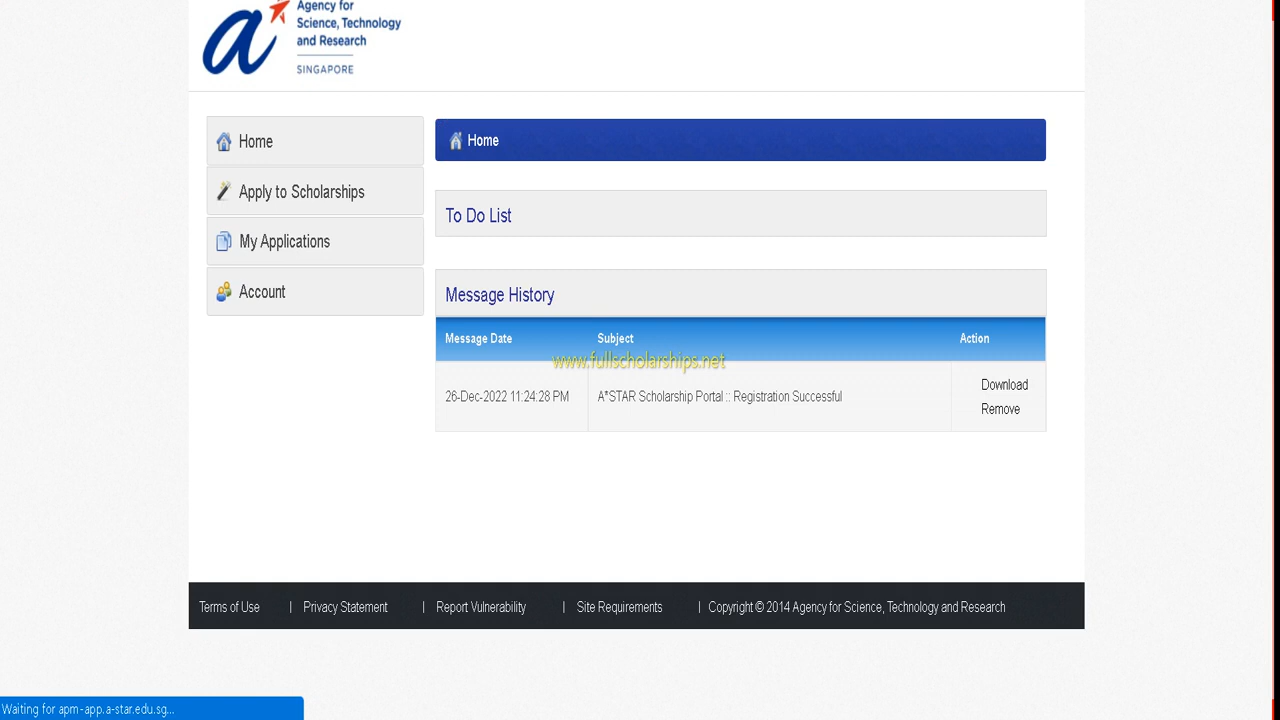 Agency for
Science, Technology
and Research
SINGAPORE
Home
Apply to Scholarships
My Applications
Account
Home
To Do List
Message History
Message Date Subject Action
www.fullscholarships.net
26-Dec-2022 11:24:28 PM A*STAR Scholarship Portal :: Registration Successful Download
Remove
Terms of Use | Privacy Statement | Report Vulnerability | Site Requirements | Copyright © 2014 Agency for Science, Technology and Research
Waiting for apm-app.a-star.edu.sg...